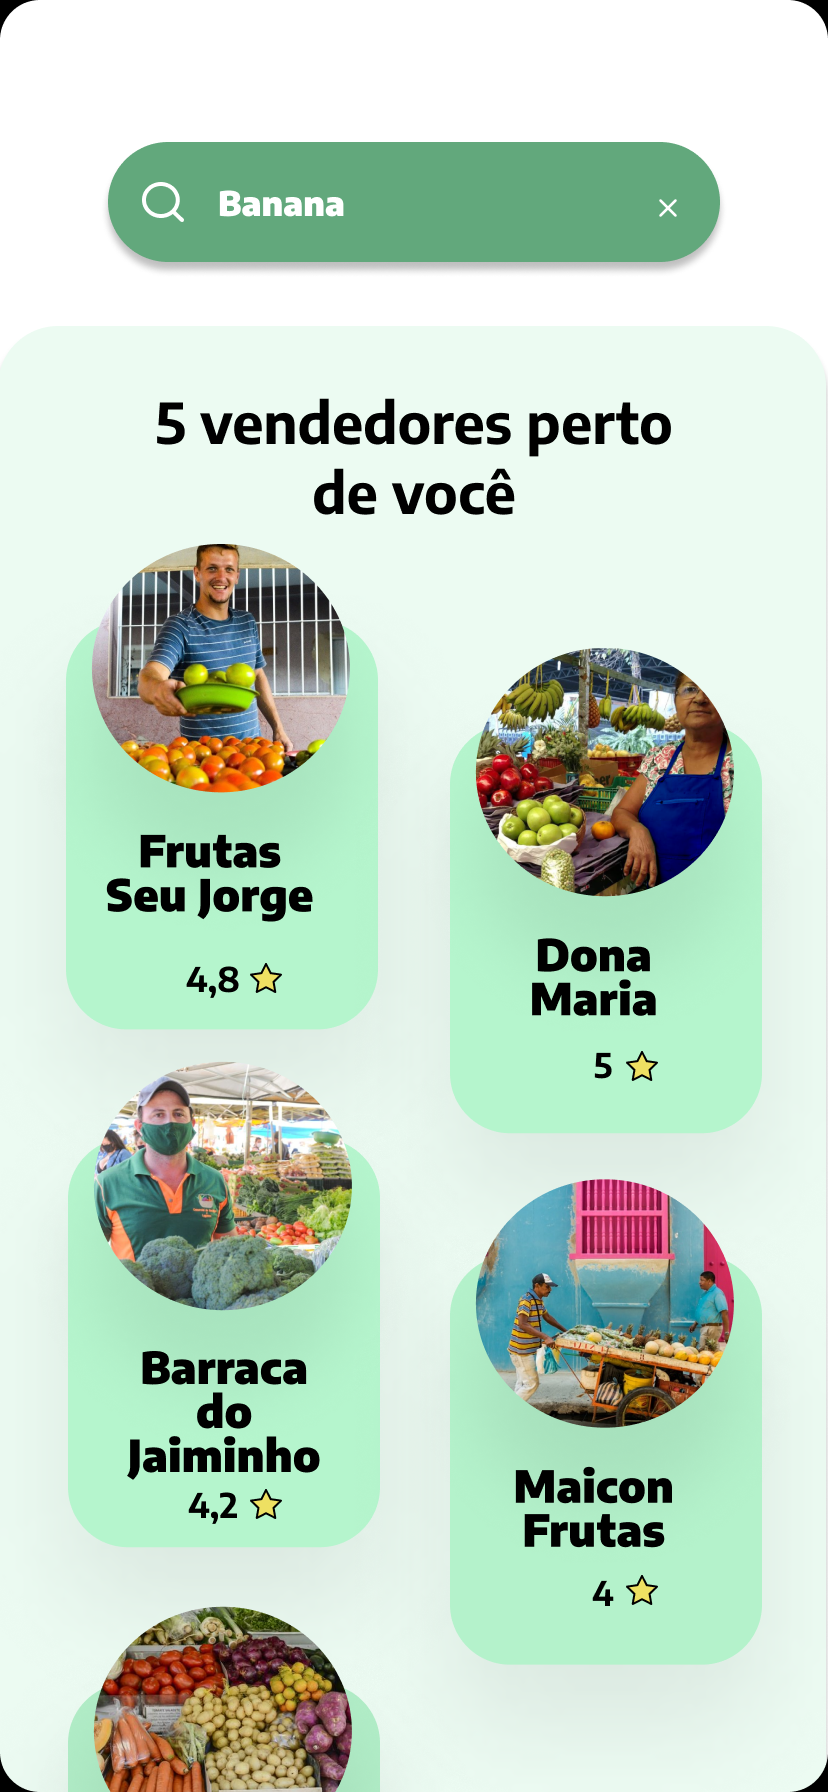 Banana
5 vendedores perto
de você
Frutas
Seu Jorge
4,8
Dona
Maria
5
Barraca
do
Jaiminho
4,2
Maicon
Frutas
4